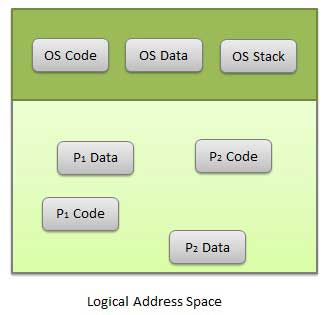 OS Code
OS Data
OS Stack
P1 Data
P2 Code
P1 Code
P2 Data
Logical Address Space